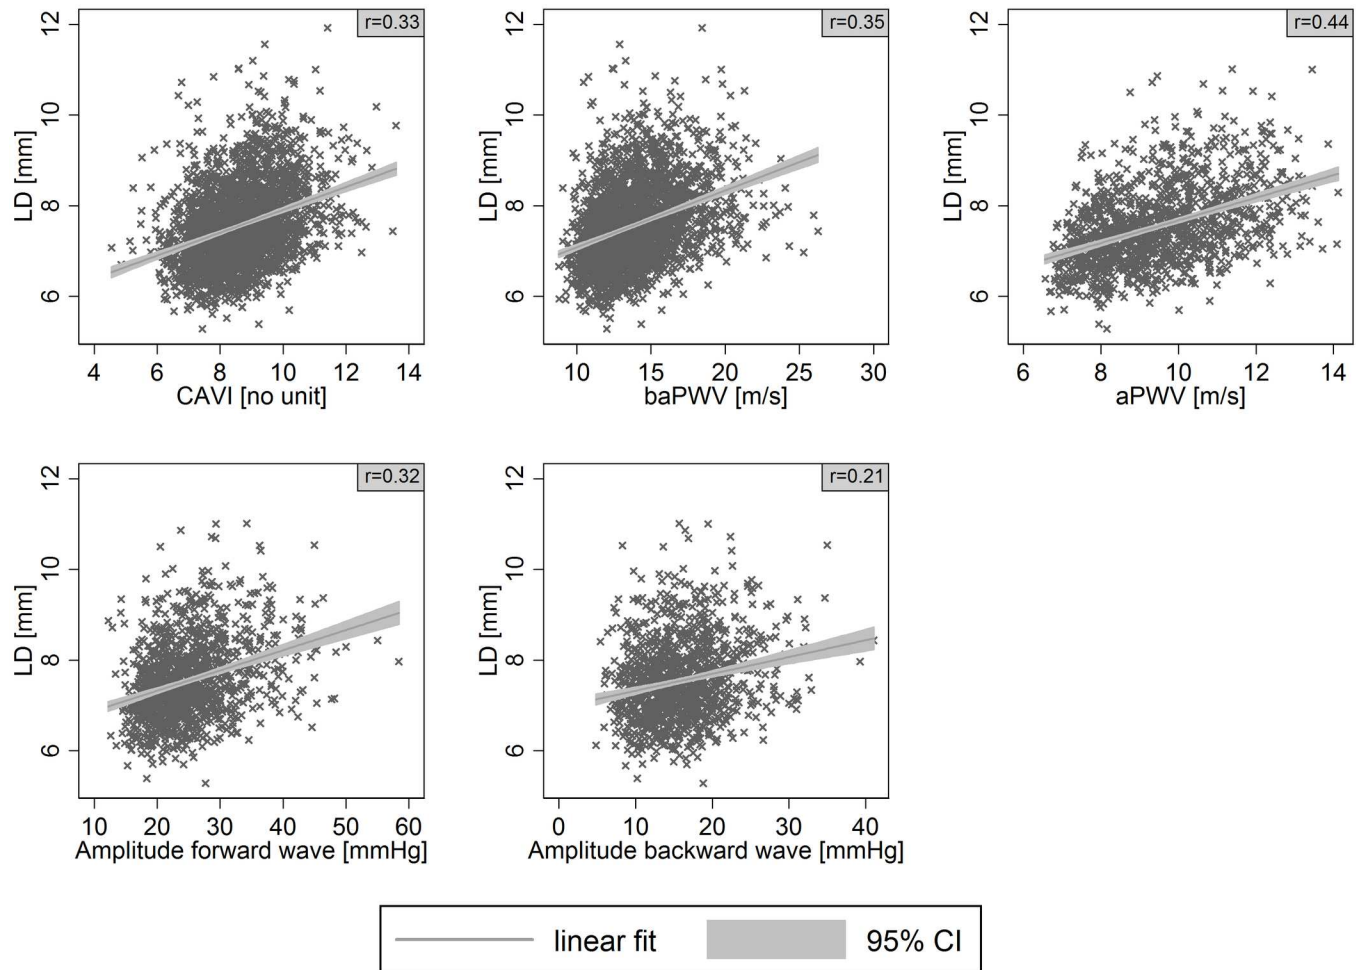 r=0.33
12
10
8
6
LD [mm]
4 6 8 10 12 14
CAVI [no unit]
r=0.35
12
10
8
6
LD [mm]
10 15 20 25 30
baPWV [m/s]
r=0.44
12
10
8
6
LD [mm]
6 8 10 12 14
aPWV [m/s]
r=0.32
12
10
8
6
LD [mm]
10 20 30 40 50 60
Amplitude forward wave [mmHg]
r=0.21
12
10
8
6
LD [mm]
0 10 20 30 40
Amplitude backward wave [mmHg]
linear fit 95% CI